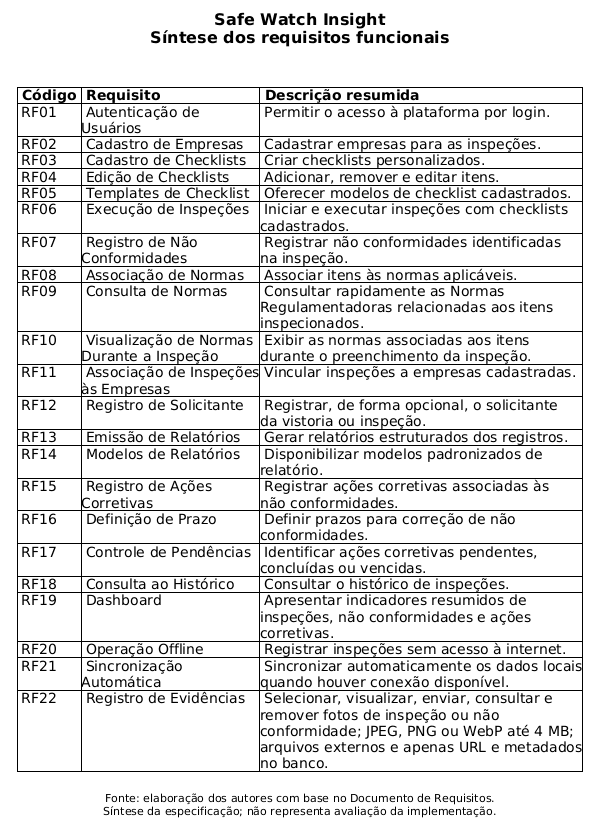 Safe Watch Insight
Síntese dos requisitos funcionais
Código Requisito Descrição resumida
RF01 Autenticação de Permitir o acesso à plataforma por login.
Usuários
RF02 Cadastro de Empresas Cadastrar empresas para as inspeções.
RF03 Cadastro de Checklists Criar checklists personalizados.
RF04 Edição de Checklists Adicionar, remover e editar itens.
RF05 Templates de Checklist Oferecer modelos de checklist cadastrados.
RF06 Execução de Inspeções Iniciar e executar inspeções com checklists
cadastrados.
RF07 Registro de Não Registrar não conformidades identificadas
Conformidades na inspeção.
RF08 Associação de Normas Associar itens às normas aplicáveis.
RF09 Consulta de Normas Consultar rapidamente as Normas
Regulamentadoras relacionadas aos itens
inspecionados.
RF10 Visualização de Normas Exibir as normas associadas aos itens
Durante a Inspeção durante o preenchimento da inspeção.
RF11 Associação de Inspeções Vincular inspeções a empresas cadastradas.
às Empresas
RF12 Registro de Solicitante Registrar, de forma opcional, o solicitante
da vistoria ou inspeção.
RF13 Emissão de Relatórios Gerar relatórios estruturados dos registros.
RF14 Modelos de Relatórios Disponibilizar modelos padronizados de
relatório.
RF15 Registro de Ações Registrar ações corretivas associadas às
Corretivas não conformidades.
RF16 Definição de Prazo Definir prazos para correção de não
conformidades.
RF17 Controle de Pendências Identificar ações corretivas pendentes,
concluídas ou vencidas.
RF18 Consulta ao Histórico Consultar o histórico de inspeções.
RF19 Dashboard Apresentar indicadores resumidos de
inspeções, não conformidades e ações
corretivas.
RF20 Operação Offline Registrar inspeções sem acesso à internet.
RF21 Sincronização Sincronizar automaticamente os dados locais
Automática quando houver conexão disponível.
RF22 Registro de Evidências Selecionar, visualizar, enviar, consultar e
remover fotos de inspeção ou não
conformidade; JPEG, PNG ou WebP até 4 MB;
arquivos externos e apenas URL e metadados
no banco.
Fonte: elaboração dos autores com base no Documento de Requisitos.
Síntese da especificação; não representa avaliação da implementação.